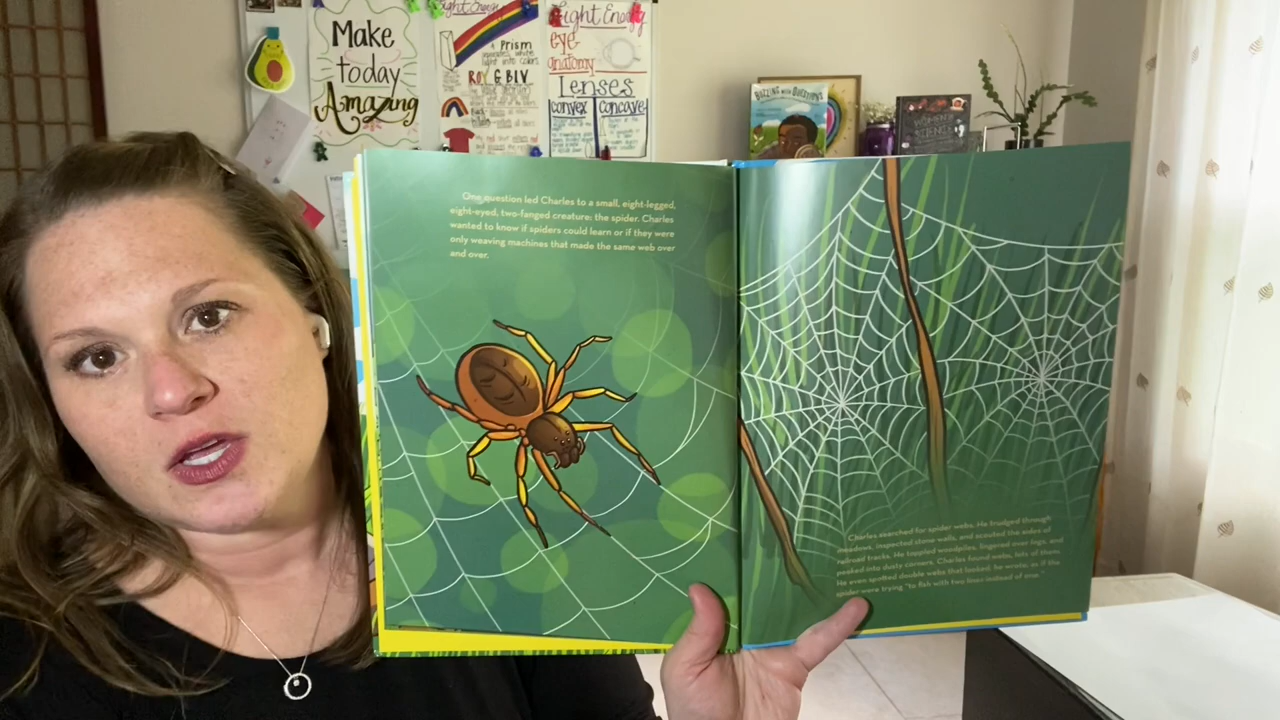 Make
today
Amazing
Light Energy
A Prism
ROY G BIV
Light Energy
eye
anatomy
Lenses
convex
concave
BUZZING WITH QUESTIONS
WOMEN
SCIENCE
One question led Charles to a small, eight-legged,
eight-eyed, two-fanged creature: the spider. Charles
wanted to know if spiders could learn or if they were
only weaving machines that made the same web over
and over.
Charles searched for spider webs. He trudged through
meadows, inspected stone walls, and scouted the sides of
railroad tracks. He toppled woodpiles, lingered over logs, and
peeked into dusty corners. Charles found webs, lots of them.
He even spotted double webs that looked, he wrote, as if the
spider were trying "to fish with two lines instead of one."